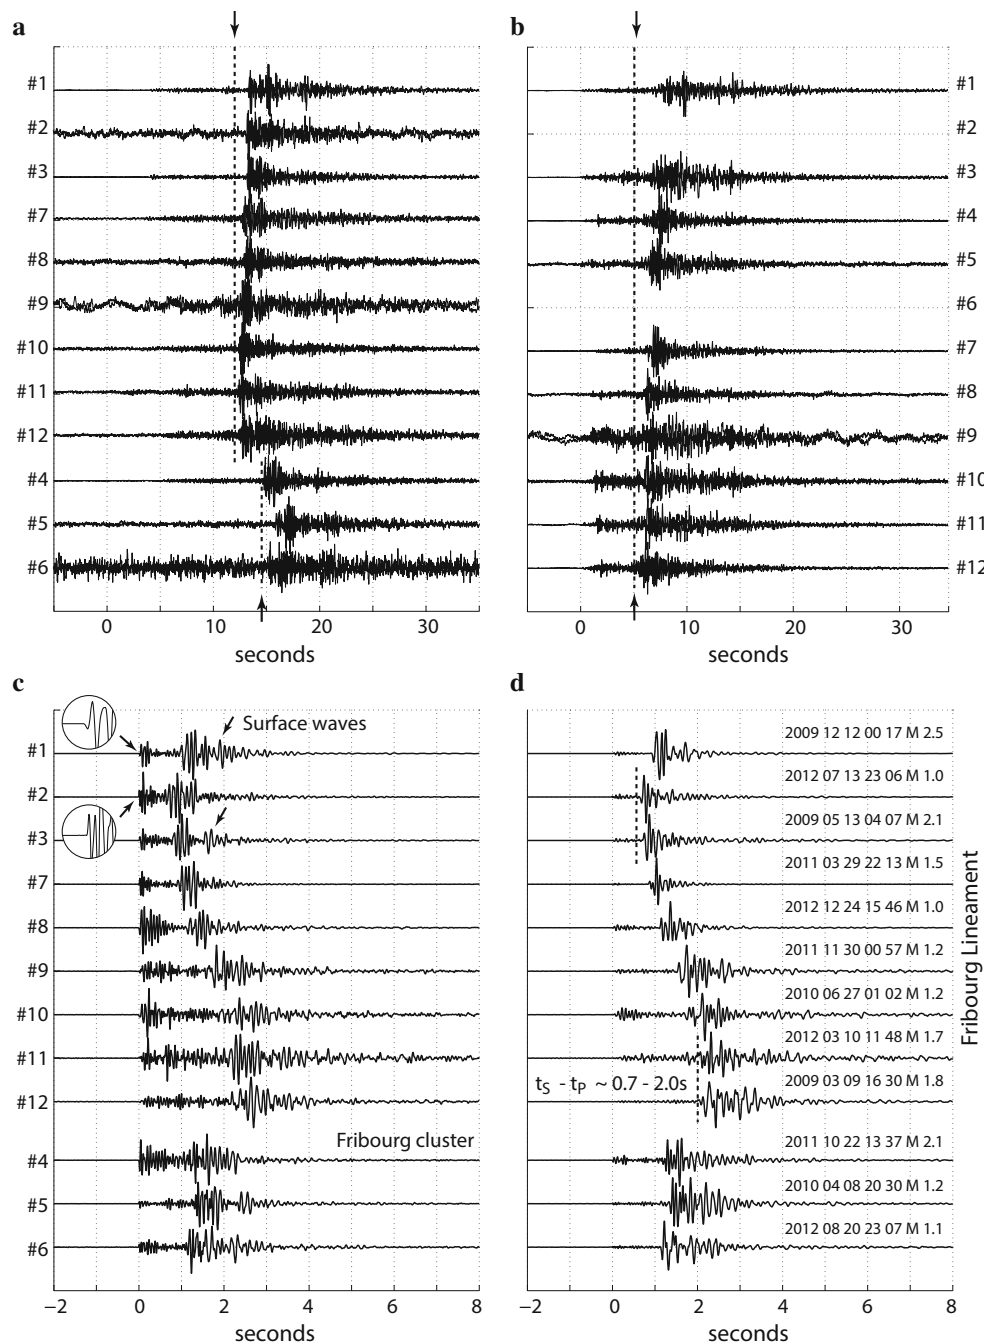 a
#1
#2
#3
#7
#8
#9
#10
#11
#12
#4
#5
#6
0
10
20
30
seconds
b
#1
#2
#3
#4
#5
#6
#7
#8
#9
#10
#11
#12
0
10
20
30
seconds
c
Surface waves
#1
#2
#3
#7
#8
#9
#10
#11
#12
Fribourg cluster
#4
#5
#6
−2
0
2
4
6
8
seconds
d
2009 12 12 00 17 M 2.5
2012 07 13 23 06 M 1.0
2009 05 13 04 07 M 2.1
2011 03 29 22 13 M 1.5
2012 12 24 15 46 M 1.0
2011 11 30 00 57 M 1.2
2010 06 27 01 02 M 1.2
2012 03 10 11 48 M 1.7
tS - tP ~ 0.7 - 2.0s
2009 03 09 16 30 M 1.8
2011 10 22 13 37 M 2.1
2010 04 08 20 30 M 1.2
2012 08 20 23 07 M 1.1
−2
0
2
4
6
8
seconds
Fribourg Lineament